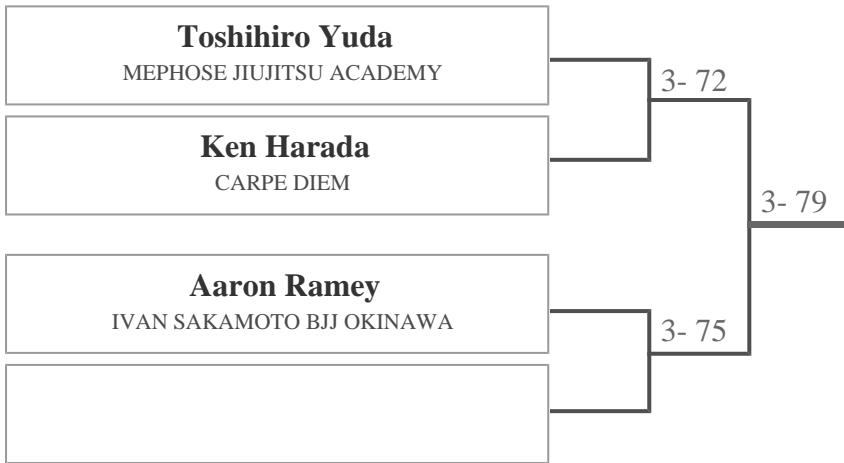 Toshihiro Yuda
MEPHOSE JIUJITSU ACADEMY
3- 72
Ken Harada
CARPE DIEM
3- 79
Aaron Ramey
IVAN SAKAMOTO BJJ OKINAWA
3- 75